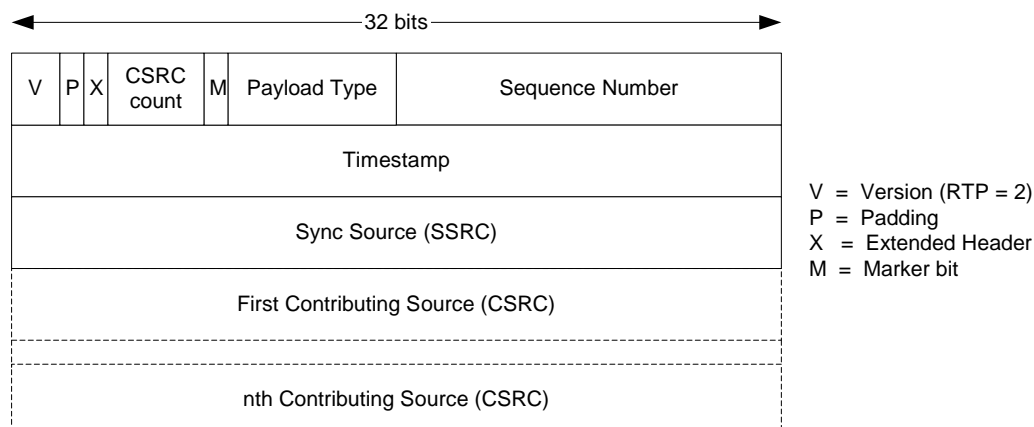 32 bits
V
P
X
CSRC
count
M
Payload Type
Sequence Number
Timestamp
Sync Source (SSRC)
First Contributing Source (CSRC)
nth Contributing Source (CSRC)
V = Version (RTP = 2)
P = Padding
X = Extended Header
M = Marker bit